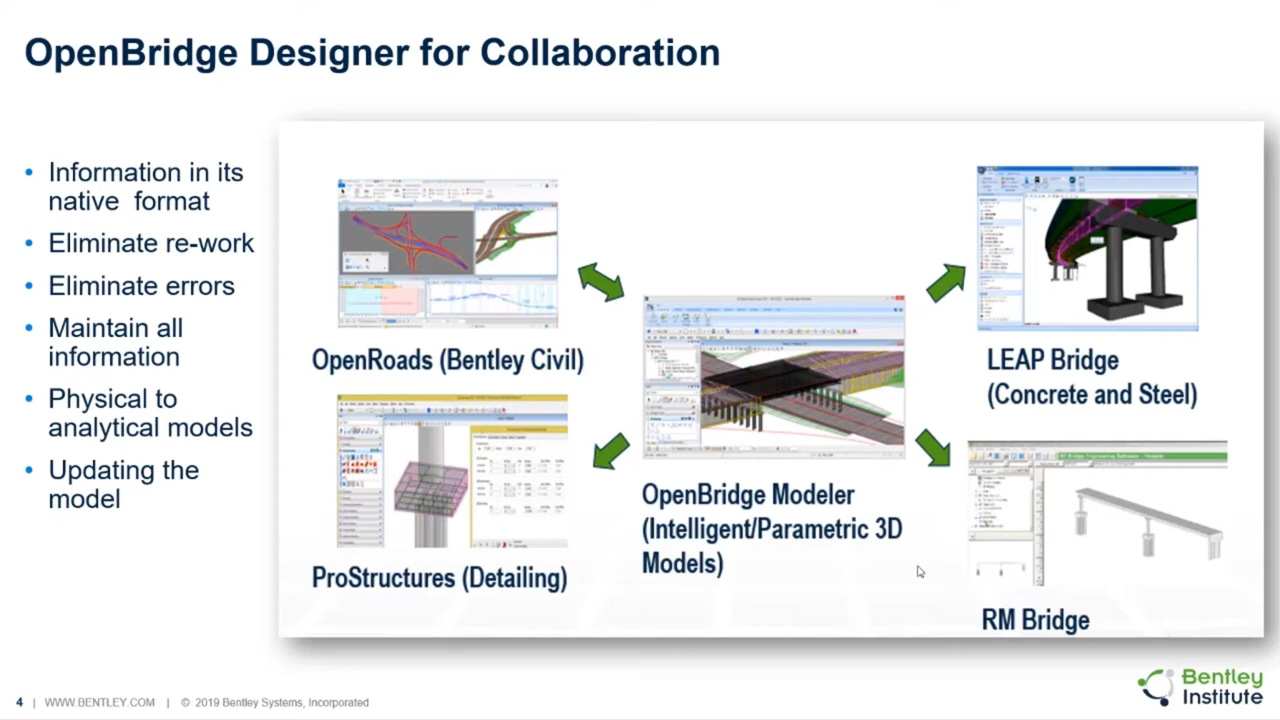 OpenBridge Designer for Collaboration
• Information in its
native format
• Eliminate re-work
• Eliminate errors
• Maintain all
information
• Physical to
analytical models
• Updating the
model
OpenRoads (Bentley Civil)
ProStructures (Detailing)
OpenBridge Modeler
(Intelligent/Parametric 3D
Models)
LEAP Bridge
(Concrete and Steel)
RM Bridge
4 | WWW.BENTLEY.COM | © 2019 Bentley Systems, Incorporated
Bentley
Institute